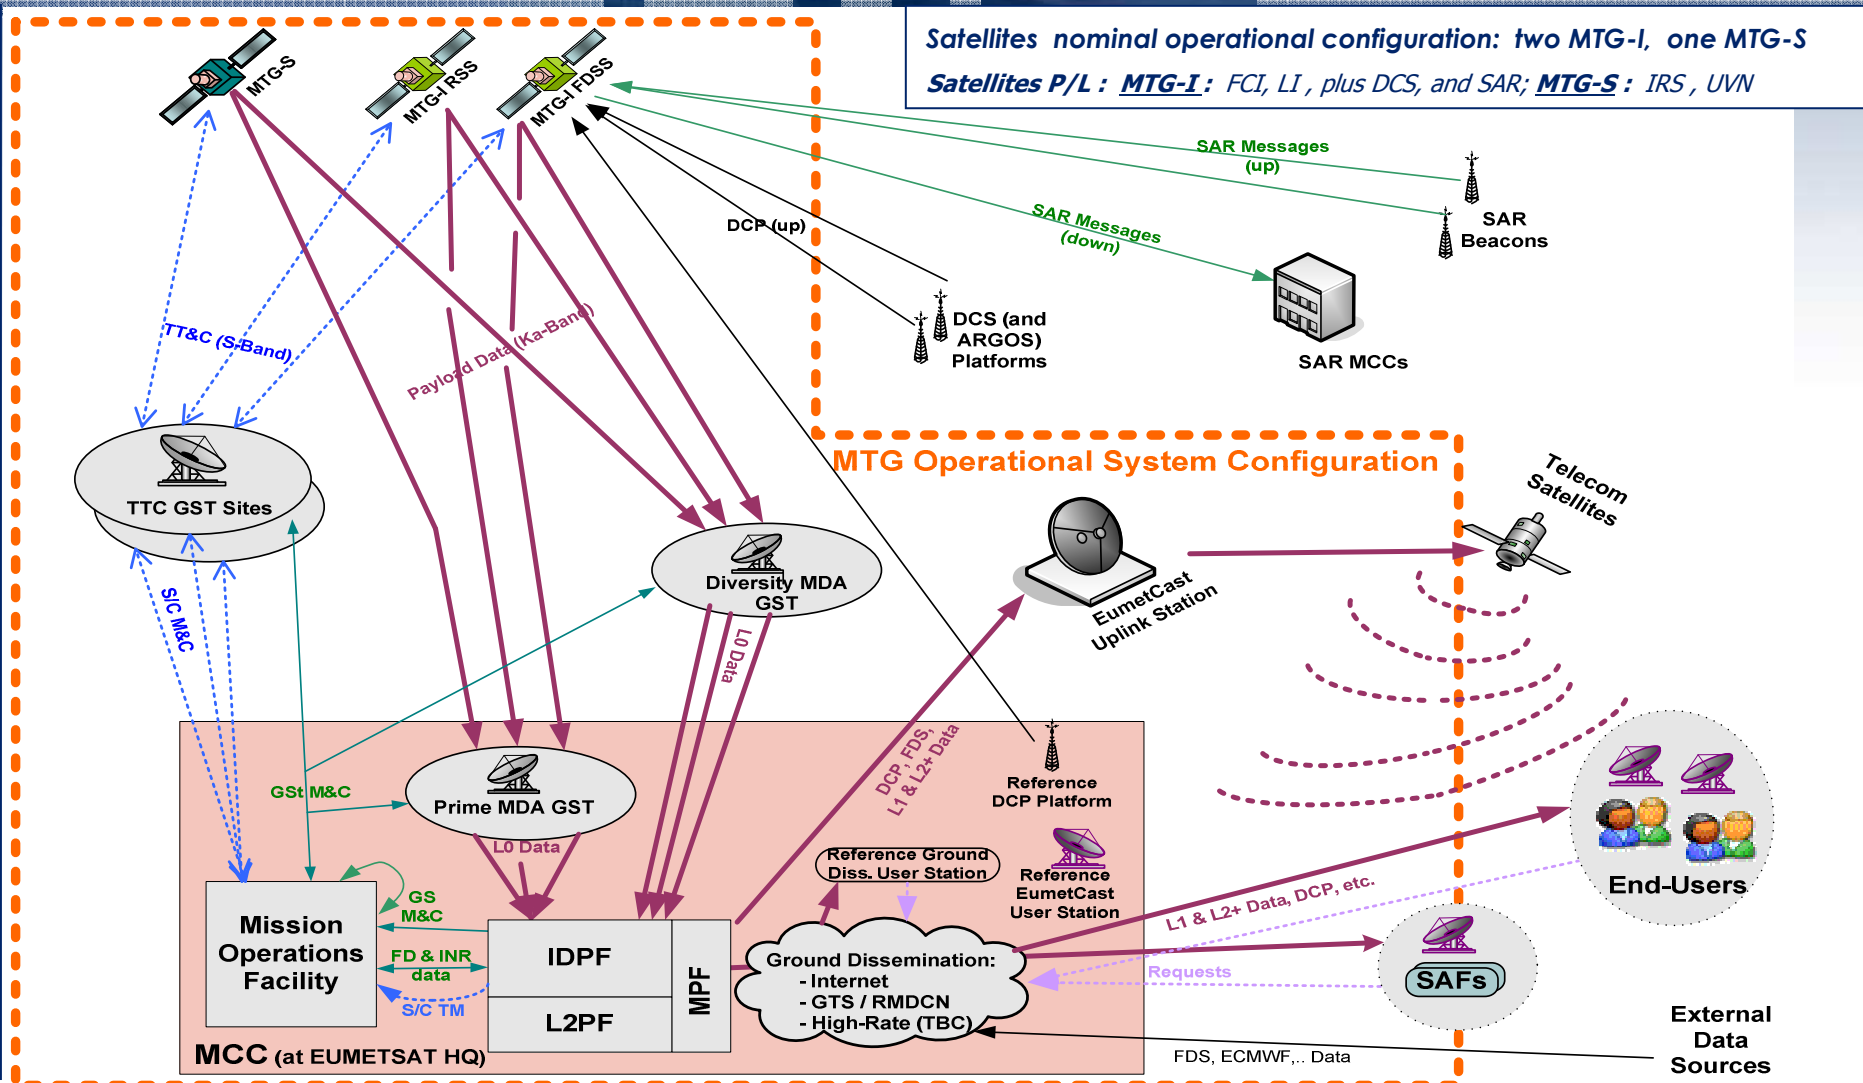 Satellites nominal operational configuration: two MTG-I, one MTG-S
Satellites P/L : MTG-I : FCI, LI , plus DCS, and SAR; MTG-S : IRS , UVN
MTG-S
MTG-I RSS
MTG-I FDSS
SAR Messages
(up)
SAR Messages
(down)
SAR
Beacons
DCP (up)
DCS (and
ARGOS)
Platforms
SAR MCCs
TT&C (S-Band)
Payload Data (Ka-Band)
MTG Operational System Configuration
Telecom
Satellites
TTC GST Sites
Diversity MDA
GST
EumetCast
Uplink Station
S/C M&C
L0 Data
DCP, FDS,
L1 & L2+ Data
Reference
DCP Platform
GSt M&C
Prime MDA GST
L0 Data
Reference Ground
Diss. User Station
Reference
EumetCast
User Station
End-Users
L1 & L2+ Data, DCP, etc.
GS
M&C
Mission
Operations
Facility
FD & INR
data
S/C TM
IDPF
L2PF
MPF
Ground Dissemination:
- Internet
- GTS / RMDCN
- High-Rate (TBC)
Requests
SAFs
External
Data
Sources
FDS, ECMWF,.. Data
MCC (at EUMETSAT HQ)